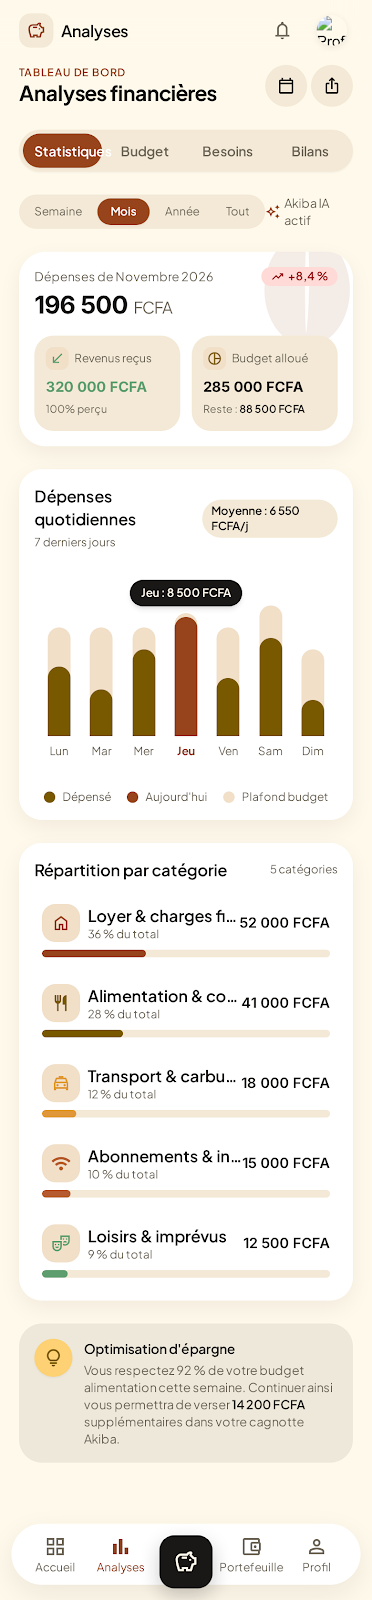 Analyses
Prof
TABLEAU DE BORD
Analyses financières
Statistiques Budget Besoins Bilans
Semaine Mois Année Tout
Akiba IA
actif
Dépenses de Novembre 2026
+8,4 %
196 500 FCFA
Revenus reçus
320 000 FCFA
100% perçu
Budget alloué
285 000 FCFA
Reste : 88 500 FCFA
Dépenses
quotidiennes
7 derniers jours
Moyenne : 6 550
FCFA/j
Jeu : 8 500 FCFA
Lun Mar Mer Jeu Ven Sam Dim
Dépensé Aujourd'hui Plafond budget
Répartition par catégorie
5 catégories
Loyer & charges fi... 52 000 FCFA
36 % du total
Alimentation & co... 41 000 FCFA
28 % du total
Transport & carbu... 18 000 FCFA
12 % du total
Abonnements & in... 15 000 FCFA
10 % du total
Loisirs & imprévus 12 500 FCFA
9 % du total
Optimisation d'épargne
Vous respectez 92 % de votre budget
alimentation cette semaine. Continuer ainsi
vous permettra de verser 14 200 FCFA
supplémentaires dans votre cagnotte
Akiba.
Accueil Analyses Portefeuille Profil